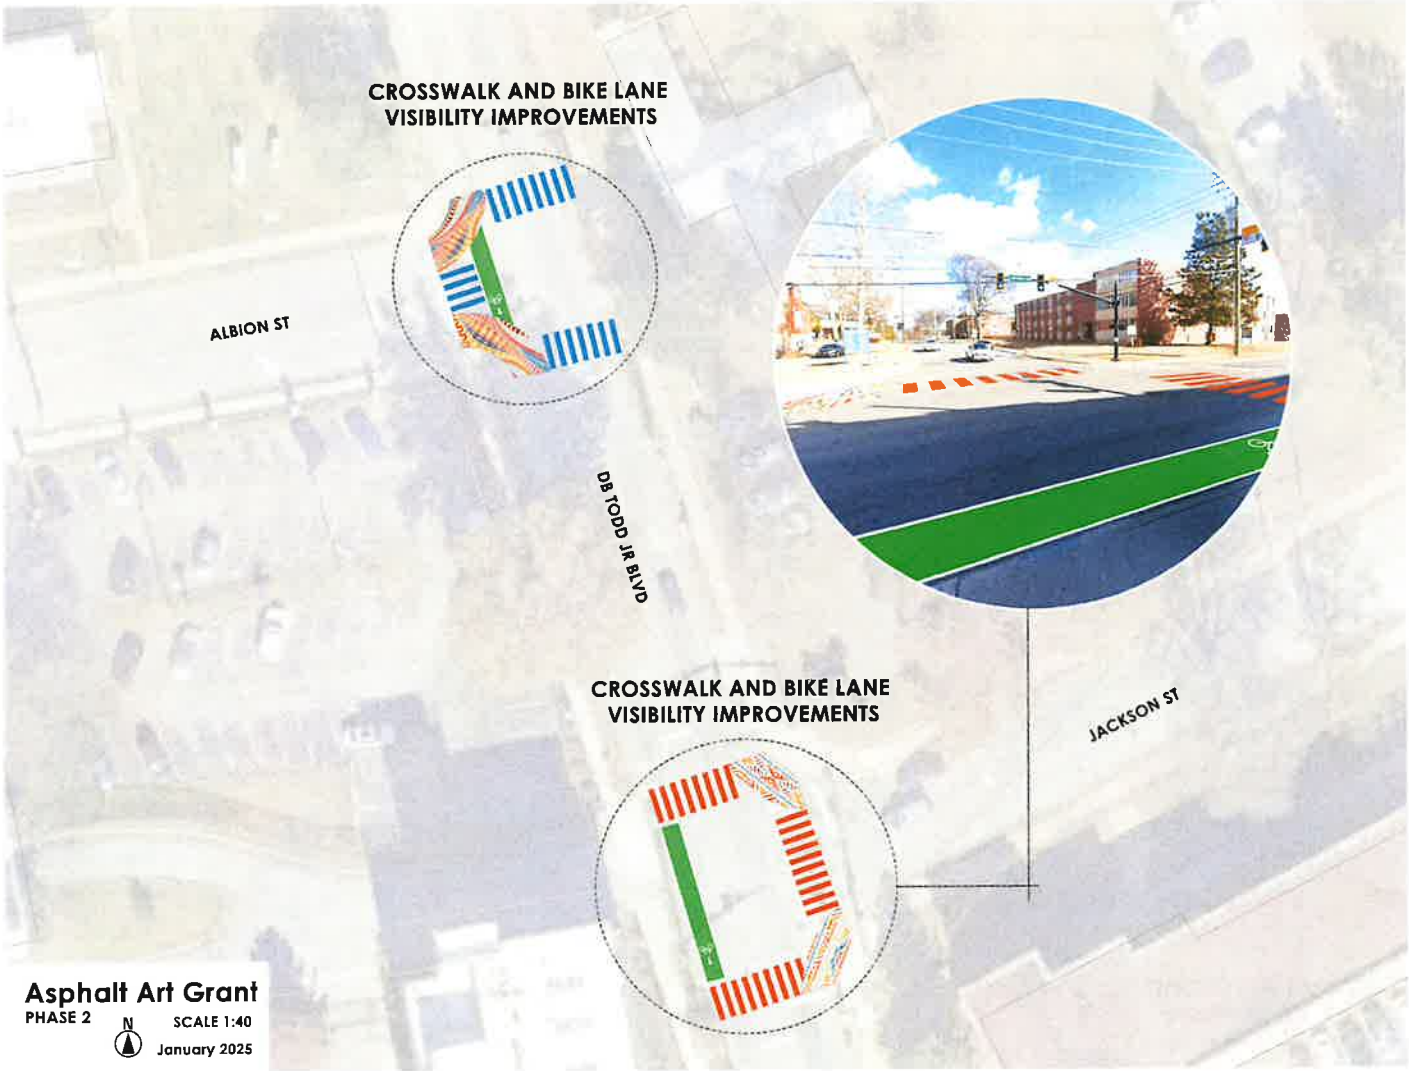 CROSSWALK AND BIKE LANE
VISIBILITY IMPROVEMENTS
ALBION ST
DB TODD JR BLVD
CROSSWALK AND BIKE LANE
VISIBILITY IMPROVEMENTS
JACKSON ST
Asphalt Art Grant
PHASE 2
N
SCALE 1:40
January 2025